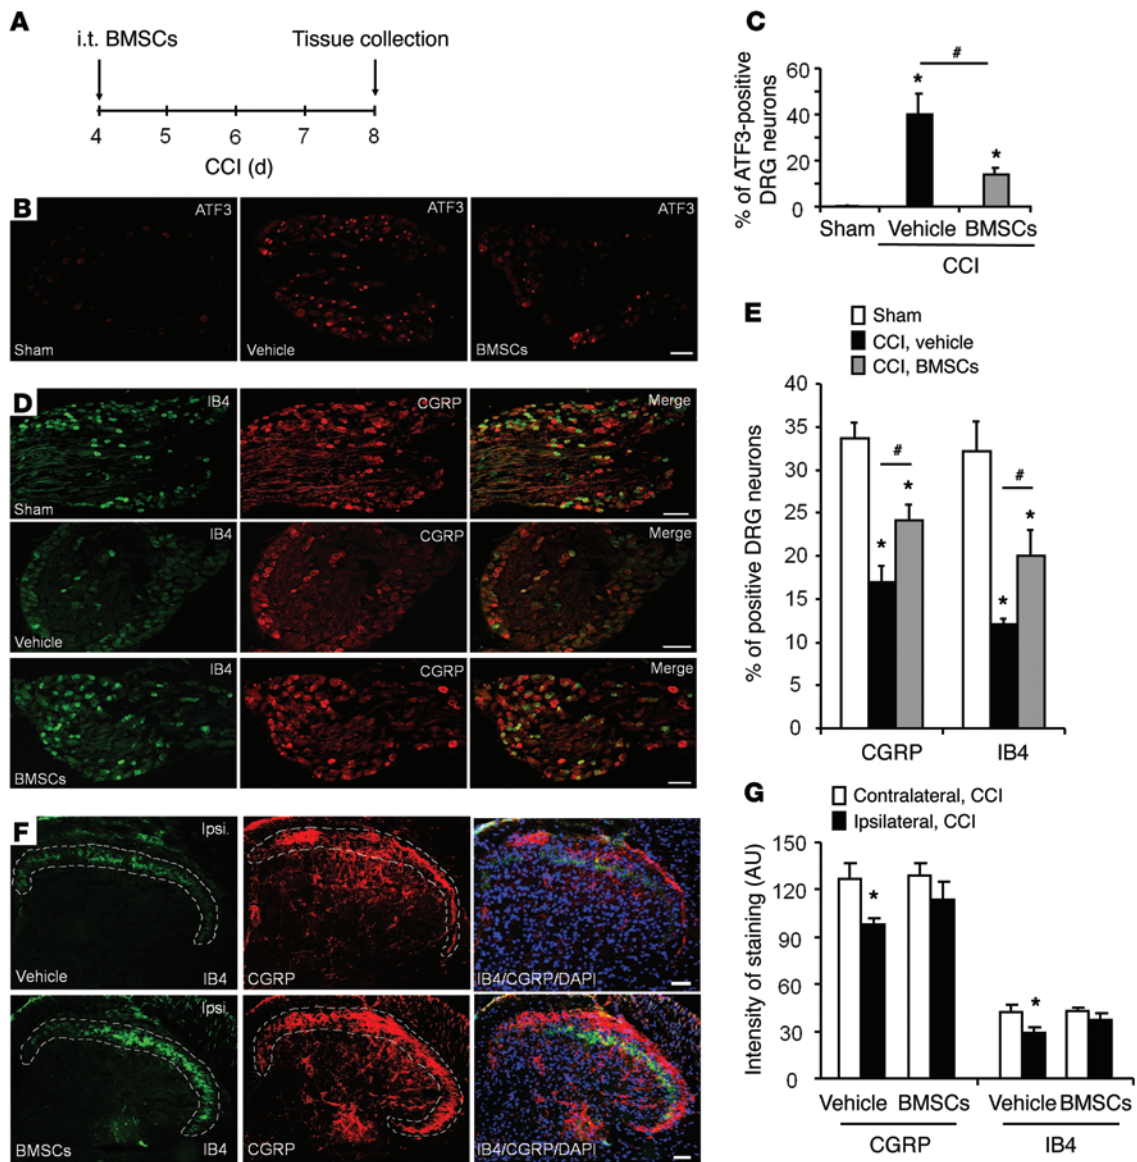 A
i.t. BMSCs
Tissue collection
4 5 6 7 8
CCI (d)
B
ATF3
ATF3
ATF3
Sham
Vehicle
BMSCs
C
% of ATF3-positive
DRG neurons
60
40
20
0
*
#
*
Sham Vehicle BMSCs
CCI
D
IB4
CGRP
Merge
Sham
IB4
CGRP
Merge
Vehicle
IB4
CGRP
Merge
BMSCs
E
Sham
CCI, vehicle
CCI, BMSCs
% of positive DRG neurons
40
35
30
25
20
15
10
5
0
#
*
*
#
*
*
CGRP IB4
F
Ipsi.
Vehicle
IB4
CGRP
IB4/CGRP/DAPI
Ipsi.
BMSCs
IB4
CGRP
IB4/CGRP/DAPI
G
Contralateral, CCI
Ipsilateral, CCI
Intensity of staining (AU)
150
120
90
60
30
0
*
*
Vehicle BMSCs Vehicle BMSCs
CGRP IB4